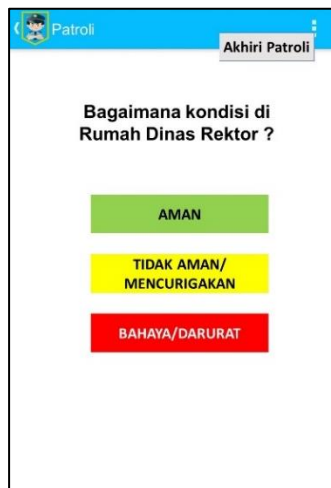 Patroli
Akhiri Patroli
Bagaimana kondisi di
Rumah Dinas Rektor ?
AMAN
TIDAK AMAN/
MENCURIGAKAN
BAHAYA/DARURAT